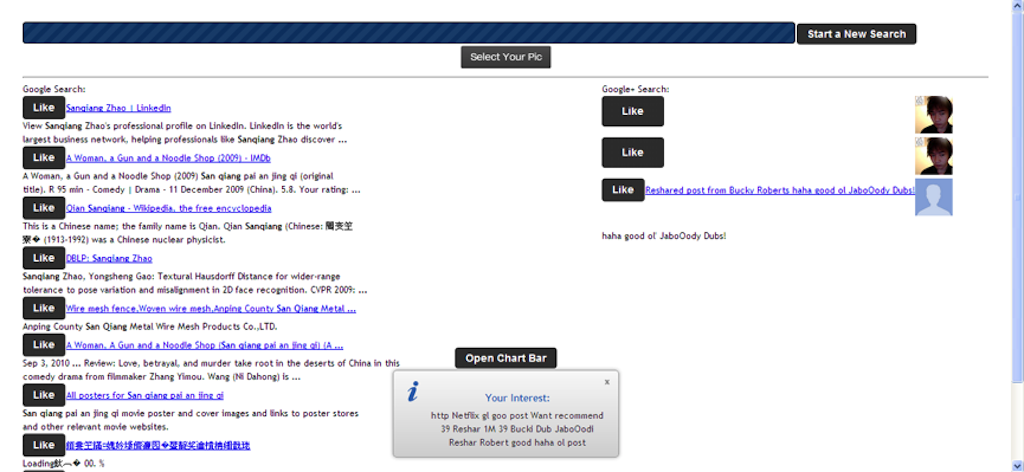 Start a New Search
Select Your Pic
Google Search:
Like Sanqiang Zhao | LinkedIn
View Sanqiang Zhao's professional profile on LinkedIn. LinkedIn is the world's
largest business network, helping professionals like Sanqiang Zhao discover ...
Like A Woman, a Gun and a Noodle Shop (2009) - IMDb
A Woman, a Gun and a Noodle Shop (2009) San qiang pai an jing qi (original
title). R 95 min - Comedy | Drama - 11 December 2009 (China). 5.8. Your rating: ...
Like Qian Sanqiang - Wikipedia, the free encyclopedia
This is a Chinese name; the family name is Qian. Qian Sanqiang (Chinese:
(1913-1992) was a Chinese nuclear physicist.
Like DBLP: Sanqiang Zhao
Sanqiang Zhao, Yongsheng Gao: Textural Hausdorff Distance for wider-range
tolerance to pose variation and misalignment in 2D face recognition. CVPR 2009: ...
Like Wire mesh fence,Woven wire mesh,Anping County San Qiang Metal ...
Anping County San Qiang Metal Wire Mesh Products Co.,LTD.
Like A Woman, A Gun and a Noodle Shop (San qiang pai an jing qi) (A ...
Sep 3, 2010 ... Review: Love, betrayal, and murder take root in the deserts of China in this
comedy drama from filmmaker Zhang Yimou. Wang (Ni Dahong) is ...
Like All posters for San qiang pai an jing qi
San qiang pai an jing qi movie poster and cover images and links to poster stores
and other relevant movie websites.
Like
Loading 00. %
Google+ Search:
Like
Like
Like Reshared post from Bucky Roberts haha good ol JaboOody Dubs!
haha good ol' JaboOody Dubs!
Open Chart Bar
x
Your Interest:
http Netflix gl goo post Want recommend
39 Reshar 1M 39 Buckl Dub JaboOodl
Reshar Robert good haha ol post